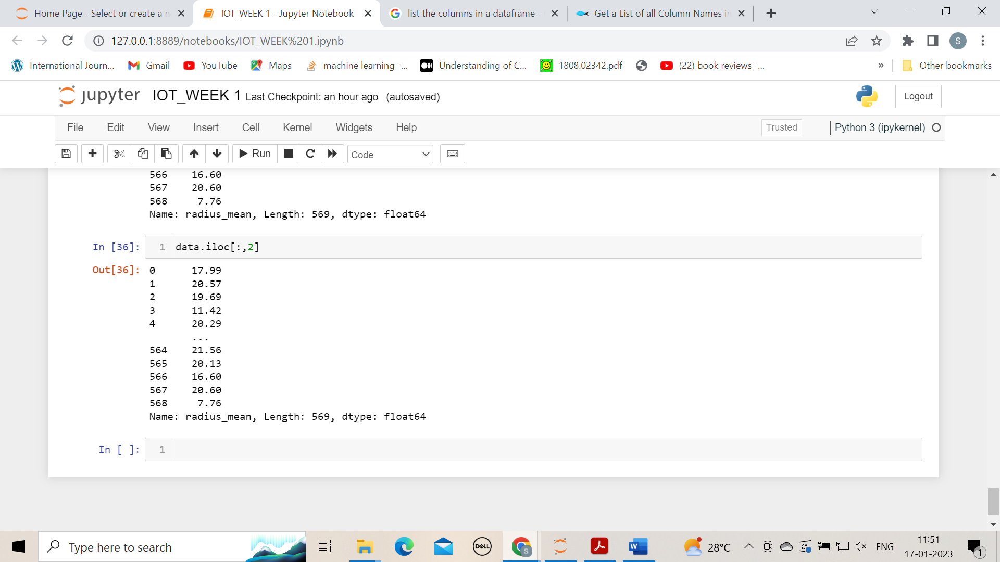 Home Page - Select or create a n
IOT_WEEK 1 - Jupyter Notebook
list the columns in a dataframe -
Get a List of all Column Names in
127.0.0.1:8889/notebooks/IOT_WEEK%201.ipynb
S
International Journ...
Gmail
YouTube
Maps
machine learning -...
Understanding of C...
1808.02342.pdf
(22) book reviews -...
»
Other bookmarks
jupyter IOT_WEEK 1 Last Checkpoint: an hour ago (autosaved)
Logout
File Edit View Insert Cell Kernel Widgets Help
Trusted
Python 3 (ipykernel)
Run
Code
566 16.60
567 20.60
568 7.76
Name: radius_mean, Length: 569, dtype: float64
In [36]: 1 data.iloc[:,2]
Out[36]: 0 17.99
1 20.57
2 19.69
3 11.42
4 20.29
...
564 21.56
565 20.13
566 16.60
567 20.60
568 7.76
Name: radius_mean, Length: 569, dtype: float64
In [ ]: 1
Type here to search
DELL
S
W
28°C
ENG
11:51
17-01-2023
1